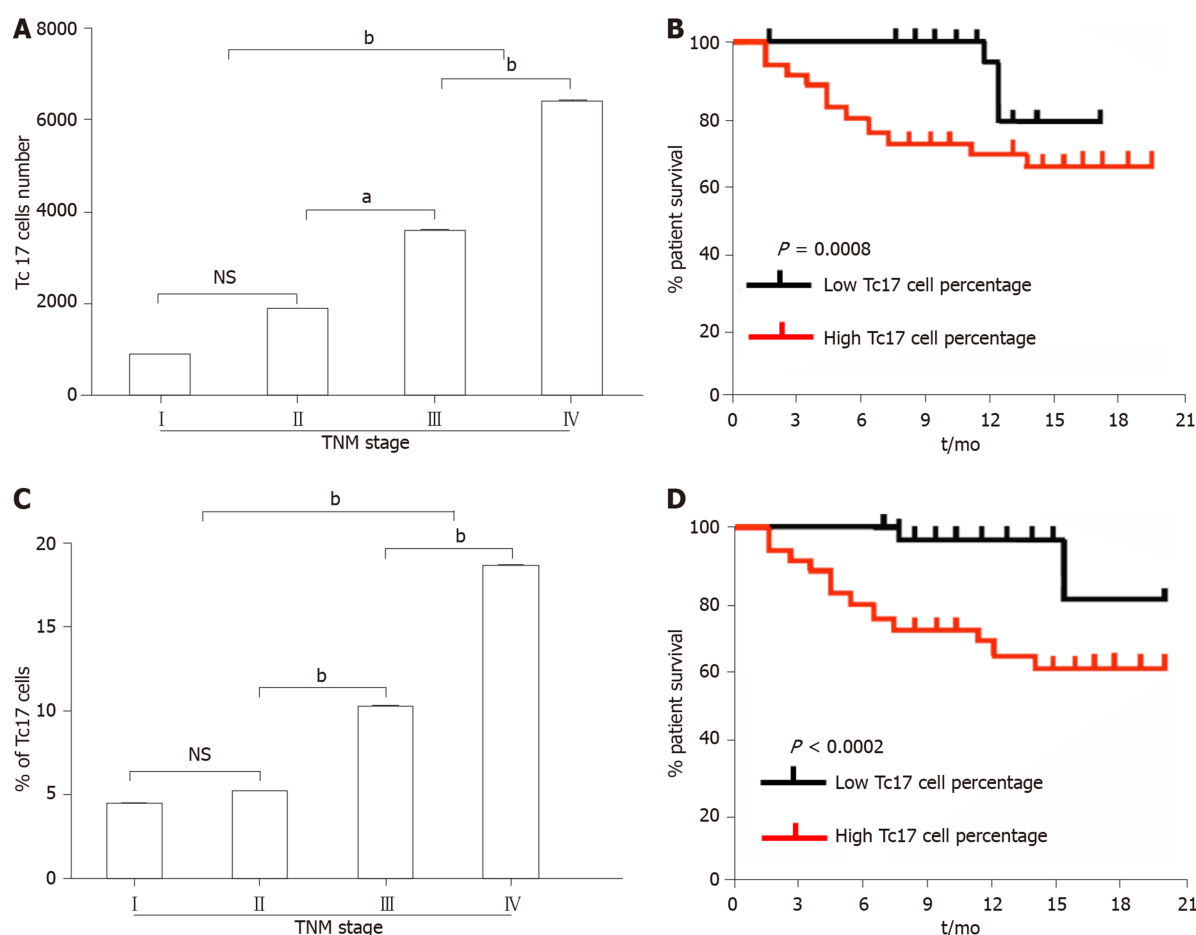 A
8000
6000
4000
2000
0
Tc 17 cells number
NS
a
b
b
I II III IV
TNM stage
B
100
80
60
40
20
0
% patient survival
P = 0.0008
Low Tc17 cell percentage
High Tc17 cell percentage
0 3 6 9 12 15 18 21
t/mo
C
20
15
10
5
0
% of Tc17 cells
NS
b
b
b
I II III IV
TNM stage
D
100
80
60
40
20
0
% patient survival
P < 0.0002
Low Tc17 cell percentage
High Tc17 cell percentage
0 3 6 9 12 15 18 21
t/mo